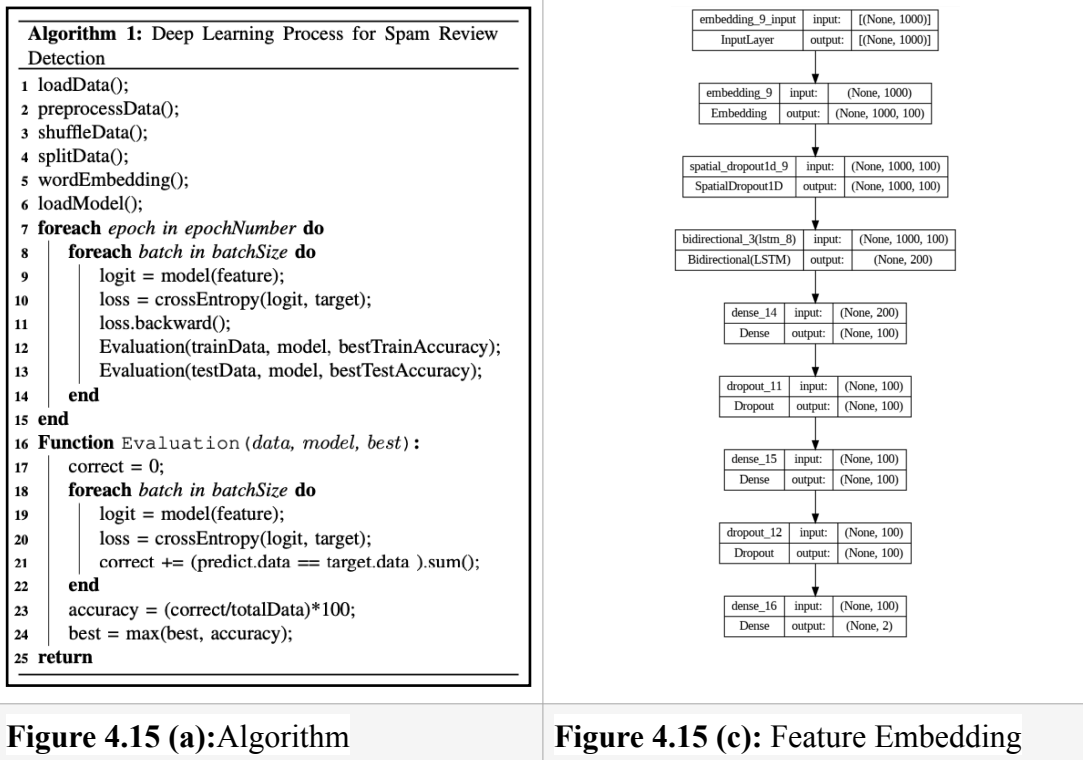 Algorithm 1: Deep Learning Process for Spam Review
Detection
1 loadData();
2 preprocessData();
3 shuffleData();
4 splitData();
5 wordEmbedding();
6 loadModel();
7 foreach epoch in epochNumber do
8 foreach batch in batchSize do
9 logit = model(feature);
10 loss = crossEntropy(logit, target);
11 loss.backward();
12 Evaluation(trainData, model, bestTrainAccuracy);
13 Evaluation(testData, model, bestTestAccuracy);
14 end
15 end
16 Function Evaluation(data, model, best):
17 correct = 0;
18 foreach batch in batchSize do
19 logit = model(feature);
20 loss = crossEntropy(logit, target);
21 correct += (predict.data == target.data ).sum();
22 end
23 accuracy = (correct/totalData)*100;
24 best = max(best, accuracy);
25 return
Figure 4.15 (a):Algorithm
embedding_9_input input: [(None, 1000)]
InputLayer output: [(None, 1000)]
embedding_9 input: (None, 1000)
Embedding output: (None, 1000, 100)
spatial_dropout1d_9 input: (None, 1000, 100)
SpatialDropout1D output: (None, 1000, 100)
bidirectional_3(lstm_8) input: (None, 1000, 100)
Bidirectional(LSTM) output: (None, 200)
dense_14 input: (None, 200)
Dense output: (None, 100)
dropout_11 input: (None, 100)
Dropout output: (None, 100)
dense_15 input: (None, 100)
Dense output: (None, 100)
dropout_12 input: (None, 100)
Dropout output: (None, 100)
dense_16 input: (None, 100)
Dense output: (None, 2)
Figure 4.15 (c): Feature Embedding